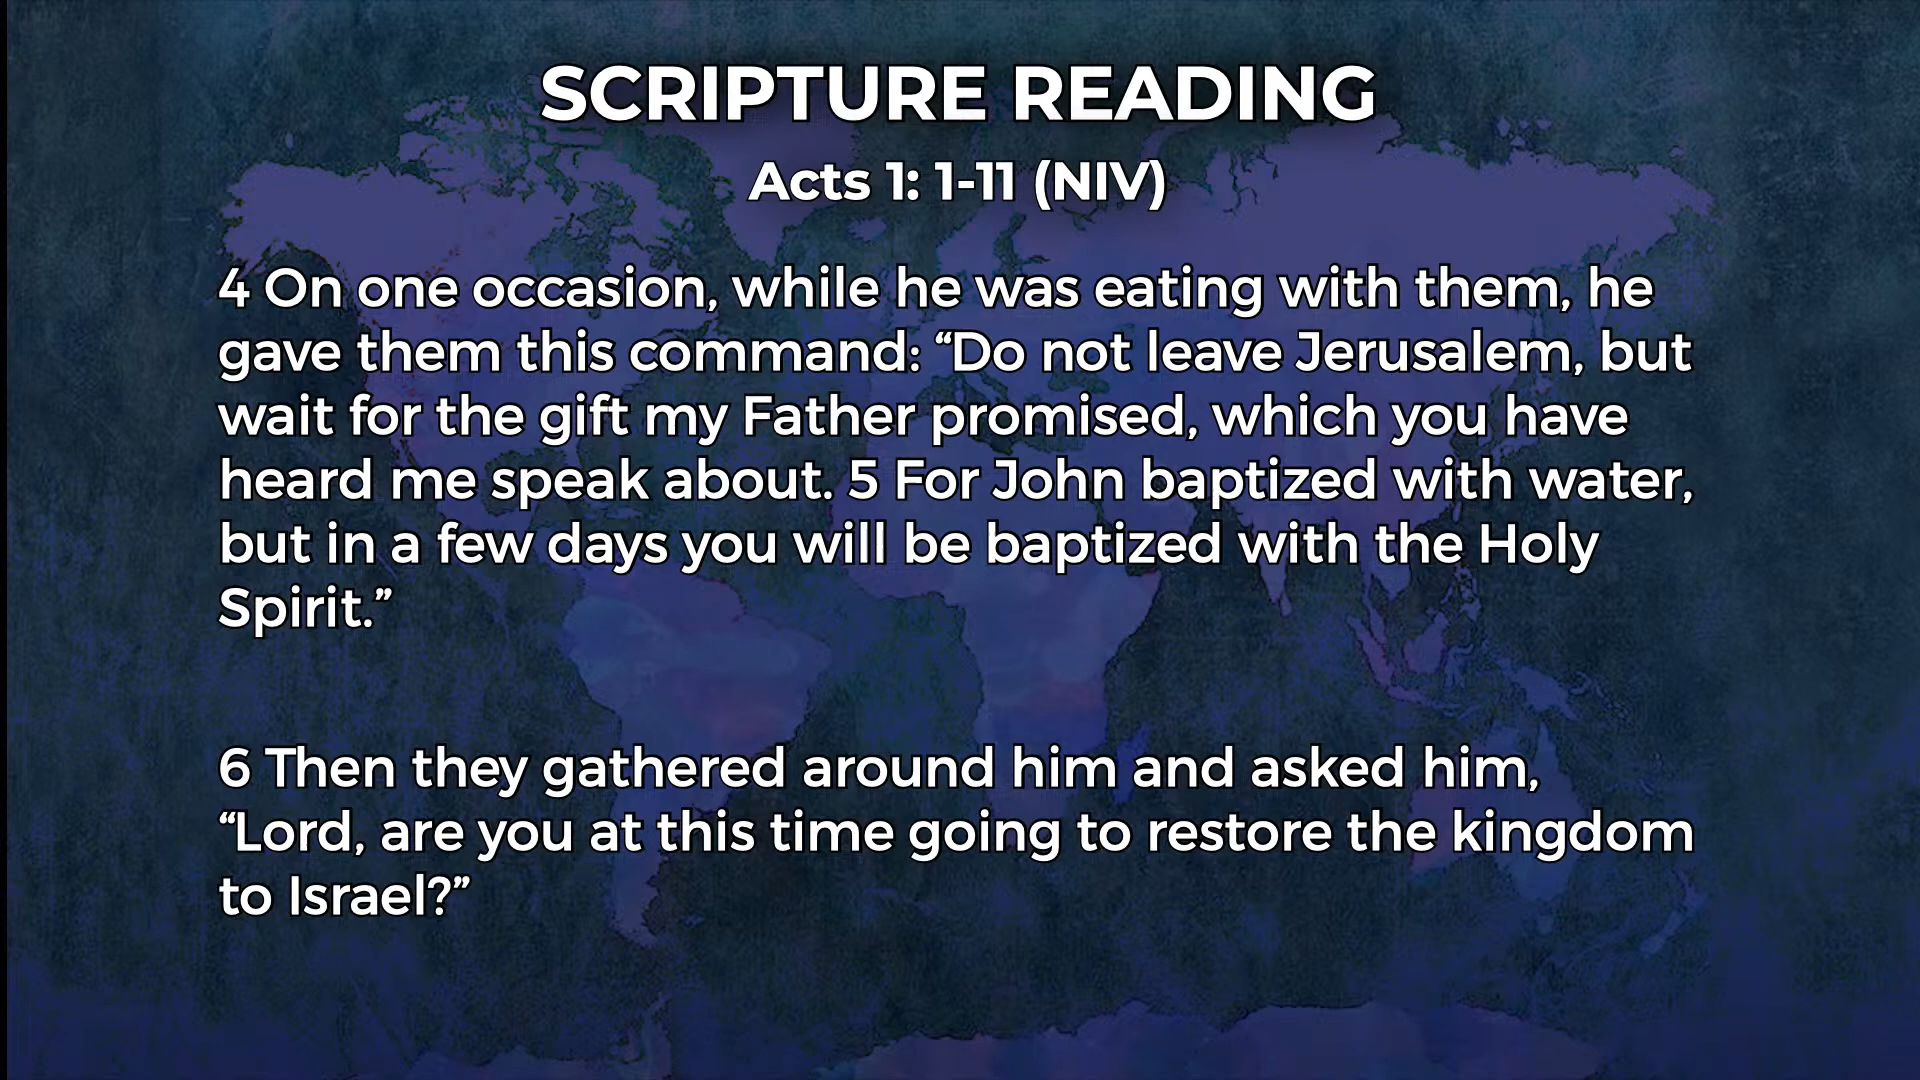 SCRIPTURE READING
Acts 1: 1-11 (NIV)
4 On one occasion, while he was eating with them, he
gave them this command: “Do not leave Jerusalem, but
wait for the gift my Father promised, which you have
heard me speak about. 5 For John baptized with water,
but in a few days you will be baptized with the Holy
Spirit.”
6 Then they gathered around him and asked him,
“Lord, are you at this time going to restore the kingdom
to Israel?”